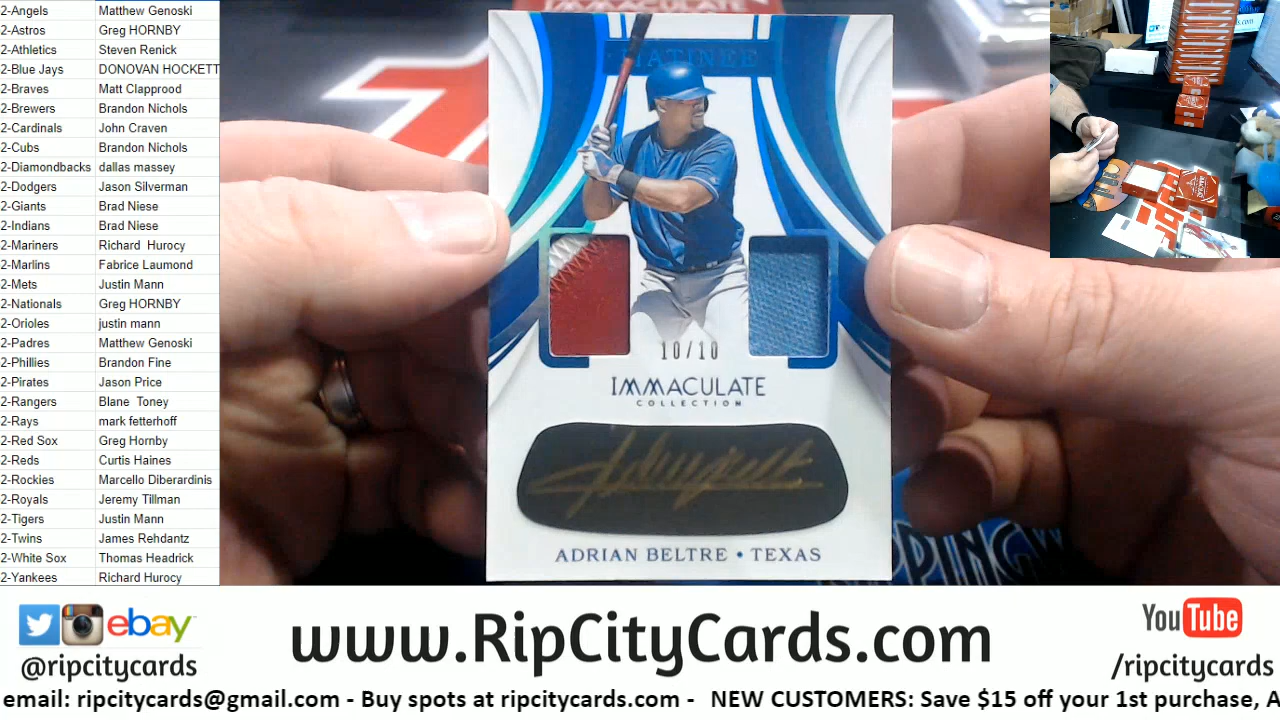 2-Angels Matthew Genoski
2-Astros Greg HORNBY
2-Athletics Steven Renick
2-Blue Jays DONOVAN HOCKETT
2-Braves Matt Clapprood
2-Brewers Brandon Nichols
2-Cardinals John Craven
2-Cubs Brandon Nichols
2-Diamondbacks dallas massey
2-Dodgers Jason Silverman
2-Giants Brad Niese
2-Indians Brad Niese
2-Mariners Richard Hurocy
2-Marlins Fabrice Laumond
2-Mets Justin Mann
2-Nationals Greg HORNBY
2-Orioles justin mann
2-Padres Matthew Genoski
2-Phillies Brandon Fine
2-Pirates Jason Price
2-Rangers Blane Toney
2-Rays mark fetterhoff
2-Red Sox Greg Hornby
2-Reds Curtis Haines
2-Rockies Marcello Diberardinis
2-Royals Jeremy Tillman
2-Tigers Justin Mann
2-Twins James Rehdantz
2-White Sox Thomas Headrick
2-Yankees Richard Hurocy
MATINEE
10/10
IMMACULATE
COLLECTION
ADRIAN BELTRE • TEXAS
ebay
@ripcitycards
www.RipCityCards.com
YouTube
/ripcitycards
email: ripcitycards@gmail.com - Buy spots at ripcitycards.com - NEW CUSTOMERS: Save $15 off your 1st purchase, A